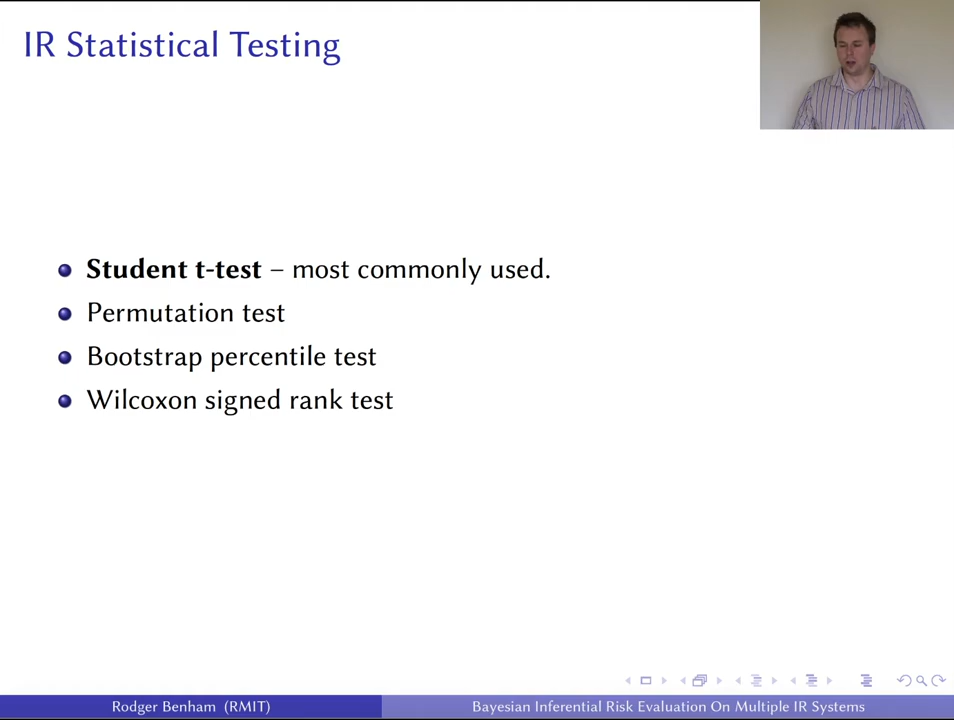 IR Statistical Testing
Student t-test – most commonly used.
Permutation test
Bootstrap percentile test
Wilcoxon signed rank test
Rodger Benham (RMIT)
Bayesian Inferential Risk Evaluation On Multiple IR Systems